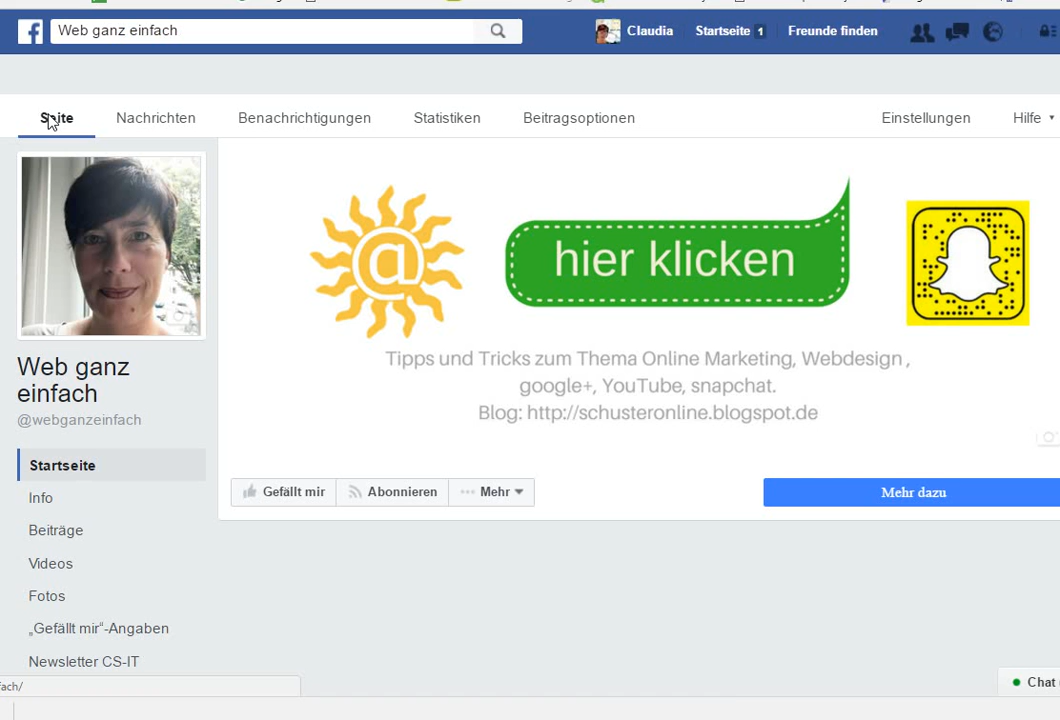 Web ganz einfach
Claudia Startseite 1 Freunde finden
Seite Nachrichten Benachrichtigungen Statistiken Beitragsoptionen Einstellungen Hilfe
@ hier klicken
Tipps und Tricks zum Thema Online Marketing, Webdesign ,
google+, YouTube, snapchat.
Blog: http://schusteronline.blogspot.de
Web ganz
einfach
@webganzeinfach
Gefällt mir Abonnieren Mehr Mehr dazu
Startseite
Info
Beiträge
Videos
Fotos
„Gefällt mir“-Angaben
Newsletter CS-IT
fach/
Chat